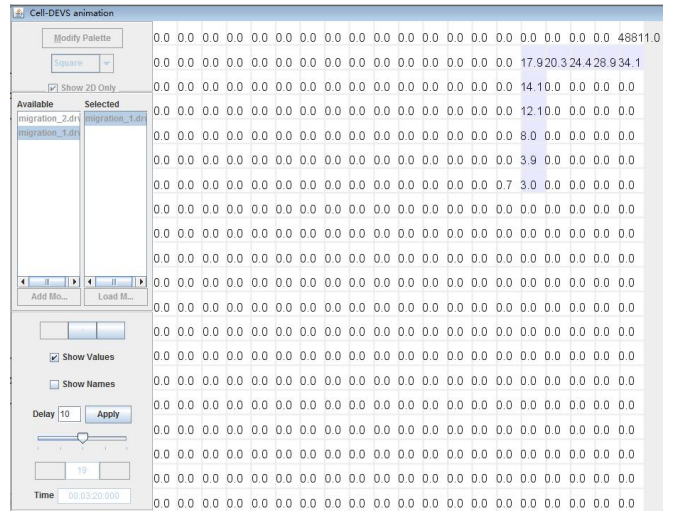 Cell-DEVS animation
Modify Palette
Square
Show 2D Only
Available Selected
migration_2.drv migration_1.drv
migration_1.drv
Add Mo... Load M...
Show Values
Show Names
Delay 10 Apply
19
Time 00:03:20:000
0.0 0.0 0.0 0.0 0.0 0.0 0.0 0.0 0.0 0.0 0.0 0.0 0.0 0.0 0.0 0.0 0.0 0.0 0.0 48811.0
0.0 0.0 0.0 0.0 0.0 0.0 0.0 0.0 0.0 0.0 0.0 0.0 0.0 0.0 0.0 17.9 20.3 24.4 28.9 34.1
0.0 0.0 0.0 0.0 0.0 0.0 0.0 0.0 0.0 0.0 0.0 0.0 0.0 0.0 0.0 14.1 0.0 0.0 0.0 0.0
0.0 0.0 0.0 0.0 0.0 0.0 0.0 0.0 0.0 0.0 0.0 0.0 0.0 0.0 0.0 12.1 0.0 0.0 0.0 0.0
0.0 0.0 0.0 0.0 0.0 0.0 0.0 0.0 0.0 0.0 0.0 0.0 0.0 0.0 0.0 8.0 0.0 0.0 0.0 0.0
0.0 0.0 0.0 0.0 0.0 0.0 0.0 0.0 0.0 0.0 0.0 0.0 0.0 0.0 0.0 3.9 0.0 0.0 0.0 0.0
0.0 0.0 0.0 0.0 0.0 0.0 0.0 0.0 0.0 0.0 0.0 0.0 0.0 0.0 0.7 3.0 0.0 0.0 0.0 0.0
0.0 0.0 0.0 0.0 0.0 0.0 0.0 0.0 0.0 0.0 0.0 0.0 0.0 0.0 0.0 0.0 0.0 0.0 0.0 0.0
0.0 0.0 0.0 0.0 0.0 0.0 0.0 0.0 0.0 0.0 0.0 0.0 0.0 0.0 0.0 0.0 0.0 0.0 0.0 0.0
0.0 0.0 0.0 0.0 0.0 0.0 0.0 0.0 0.0 0.0 0.0 0.0 0.0 0.0 0.0 0.0 0.0 0.0 0.0 0.0
0.0 0.0 0.0 0.0 0.0 0.0 0.0 0.0 0.0 0.0 0.0 0.0 0.0 0.0 0.0 0.0 0.0 0.0 0.0 0.0
0.0 0.0 0.0 0.0 0.0 0.0 0.0 0.0 0.0 0.0 0.0 0.0 0.0 0.0 0.0 0.0 0.0 0.0 0.0 0.0
0.0 0.0 0.0 0.0 0.0 0.0 0.0 0.0 0.0 0.0 0.0 0.0 0.0 0.0 0.0 0.0 0.0 0.0 0.0 0.0
0.0 0.0 0.0 0.0 0.0 0.0 0.0 0.0 0.0 0.0 0.0 0.0 0.0 0.0 0.0 0.0 0.0 0.0 0.0 0.0
0.0 0.0 0.0 0.0 0.0 0.0 0.0 0.0 0.0 0.0 0.0 0.0 0.0 0.0 0.0 0.0 0.0 0.0 0.0 0.0
0.0 0.0 0.0 0.0 0.0 0.0 0.0 0.0 0.0 0.0 0.0 0.0 0.0 0.0 0.0 0.0 0.0 0.0 0.0 0.0
0.0 0.0 0.0 0.0 0.0 0.0 0.0 0.0 0.0 0.0 0.0 0.0 0.0 0.0 0.0 0.0 0.0 0.0 0.0 0.0
0.0 0.0 0.0 0.0 0.0 0.0 0.0 0.0 0.0 0.0 0.0 0.0 0.0 0.0 0.0 0.0 0.0 0.0 0.0 0.0
0.0 0.0 0.0 0.0 0.0 0.0 0.0 0.0 0.0 0.0 0.0 0.0 0.0 0.0 0.0 0.0 0.0 0.0 0.0 0.0
0.0 0.0 0.0 0.0 0.0 0.0 0.0 0.0 0.0 0.0 0.0 0.0 0.0 0.0 0.0 0.0 0.0 0.0 0.0 0.0